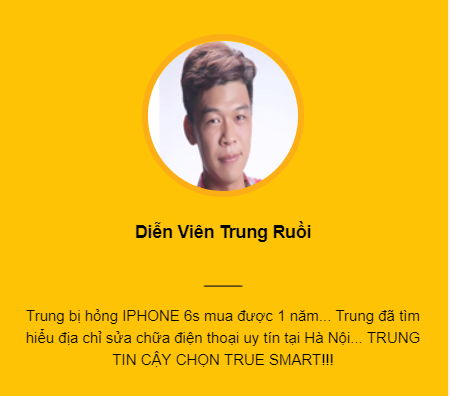 Diễn Viên Trung Ruồi
Trung bị hỏng IPHONE 6s mua được 1 năm... Trung đã tìm
hiểu địa chỉ sửa chữa điện thoại uy tín tại Hà Nội... TRUNG
TIN CẬY CHỌN TRUE SMART!!!